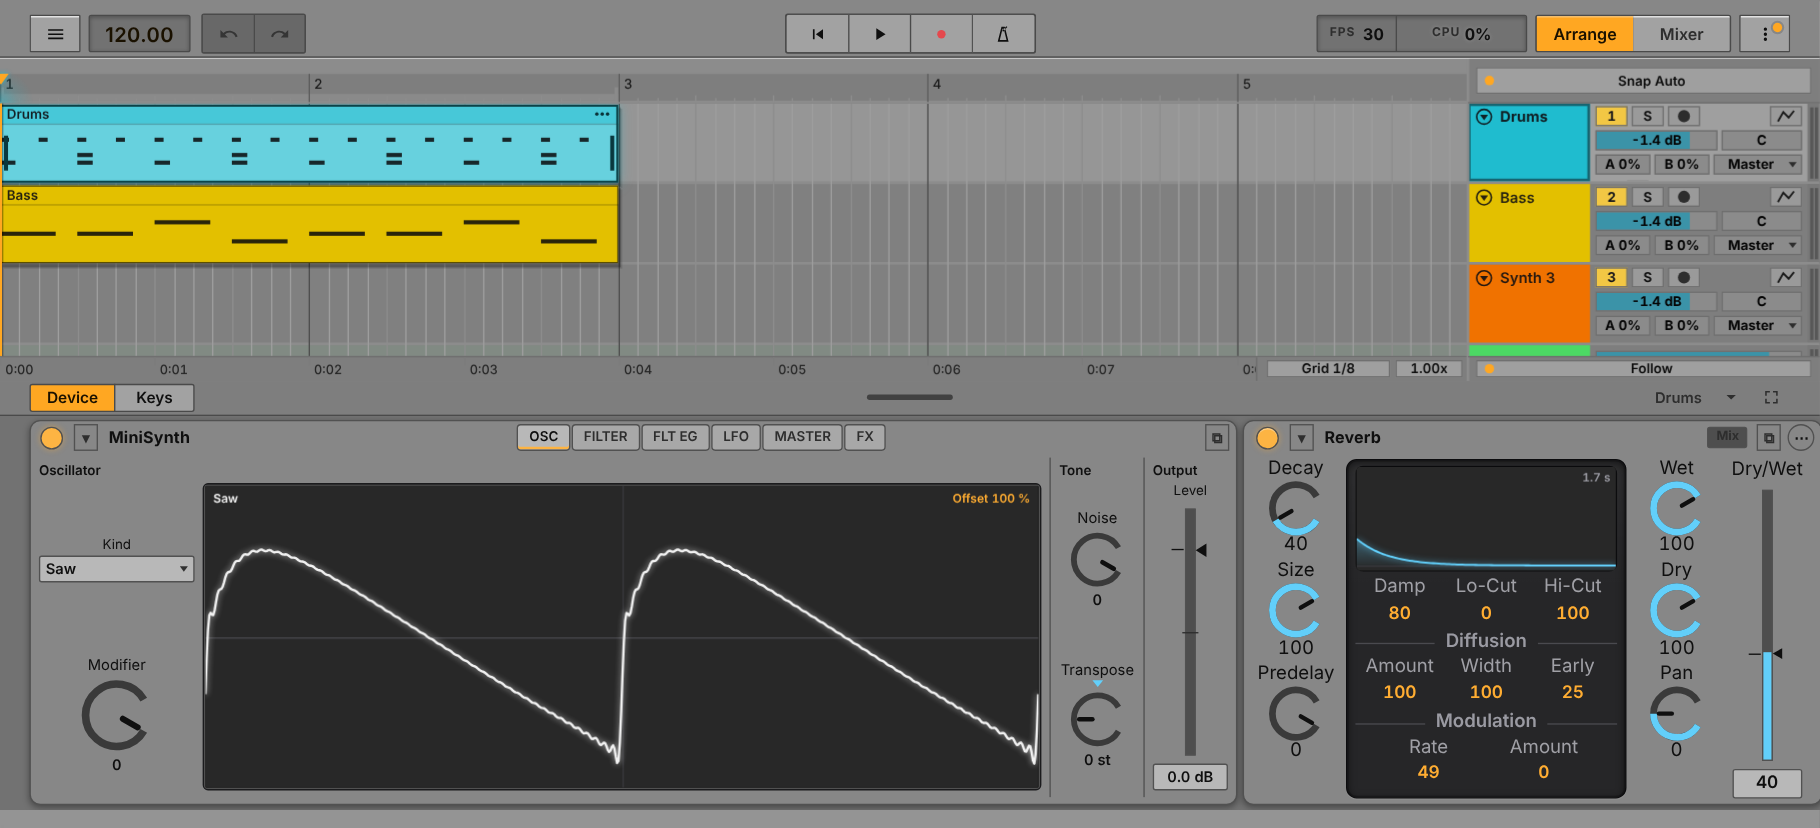 120.00
FPS 30 CPU 0% Arrange Mixer
1 2 3 4 5 Snap Auto
Drums
Drums 1 S
-1.4 dB C
A 0% B 0% Master
Bass
Bass 2 S
-1.4 dB C
A 0% B 0% Master
Synth 3 3 S
-1.4 dB C
A 0% B 0% Master
0:00 0:01 0:02 0:03 0:04 0:05 0:06 0:07 Grid 1/8 1.00x Follow
Device Keys Drums
MiniSynth OSC FILTER FLT EG LFO MASTER FX
Oscillator
Kind
Saw
Modifier
0
Saw Offset 100 %
Tone
Noise
0
Transpose
0 st
Output
Level
0.0 dB
Reverb Mix
Decay
40
Size
100
Predelay
0
1.7 s
Damp Lo-Cut Hi-Cut
80 0 100
Diffusion
Amount Width Early
100 100 25
Modulation
Rate Amount
49 0
Wet
100
Dry
100
Pan
0
Dry/Wet
40